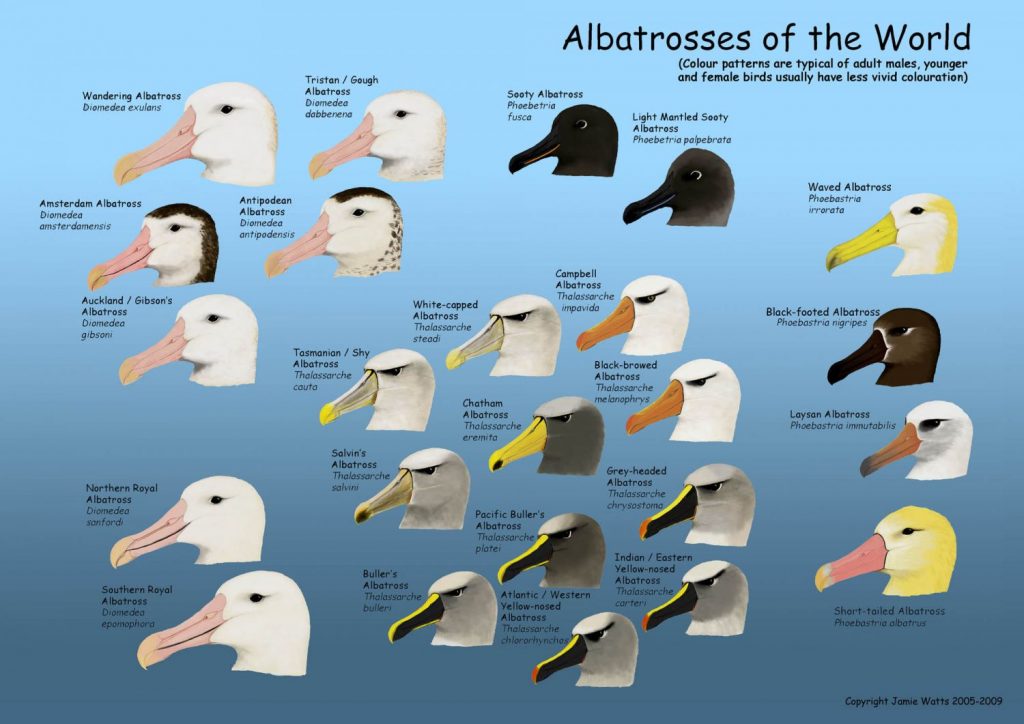 Albatrosses of the World
(Colour patterns are typical of adult males, younger
and female birds usually have less vivid colouration)
Wandering Albatross
Diomedea exulans
Tristan / Gough
Albatross
Diomedea
dabbenena
Sooty Albatross
Phoebetria
fusca
Light Mantled Sooty
Albatross
Phoebetria palpebrata
Amsterdam Albatross
Diomedea
amsterdamensis
Antipodean
Albatross
Diomedea
antipodensis
Waved Albatross
Phoebastria
irrorata
Auckland / Gibson's
Albatross
Diomedea
gibsoni
White-capped
Albatross
Thalassarche
steadi
Campbell
Albatross
Thalassarche
impavida
Black-footed Albatross
Phoebastria nigripes
Tasmanian / Shy
Albatross
Thalassarche
cauta
Black-browed
Albatross
Thalassarche
melanophrys
Chatham
Albatross
Thalassarche
eremita
Laysan Albatross
Phoebastria immutabilis
Salvin's
Albatross
Thalassarche
salvini
Grey-headed
Albatross
Thalassarche
chrysostoma
Northern Royal
Albatross
Diomedea
sanfordi
Pacific Buller's
Albatross
Thalassarche
platei
Indian / Eastern
Yellow-nosed
Albatross
Thalassarche
carteri
Buller's
Albatross
Thalassarche
bulleri
Atlantic / Western
Yellow-nosed
Albatross
Thalassarche
chlororhynchos
Southern Royal
Albatross
Diomedea
epomophora
Short-tailed Albatross
Phoebastria albatrus
Copyright Jamie Watts 2005-2009